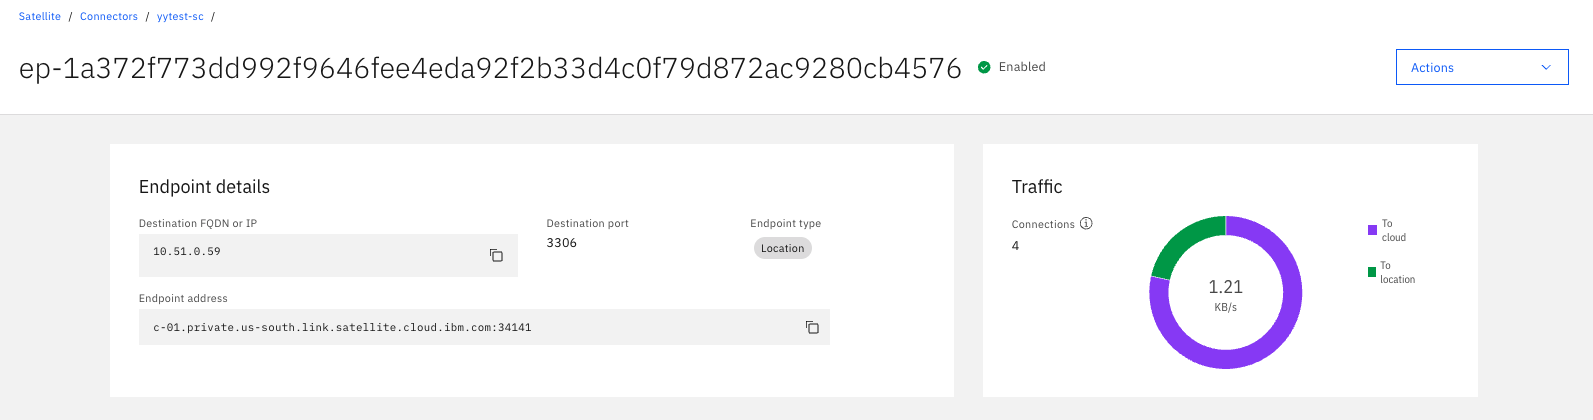 Satellite / Connectors / yytest-sc /
ep-1a372f773dd992f9646fee4eda92f2b33d4c0f79d872ac9280cb4576
Enabled
Actions
Endpoint details
Destination FQDN or IP
10.51.0.59
Destination port
3306
Endpoint type
Location
Endpoint address
c-01.private.us-south.link.satellite.cloud.ibm.com:34141
Traffic
Connections
4
1.21
KB/s
To
cloud
To
location